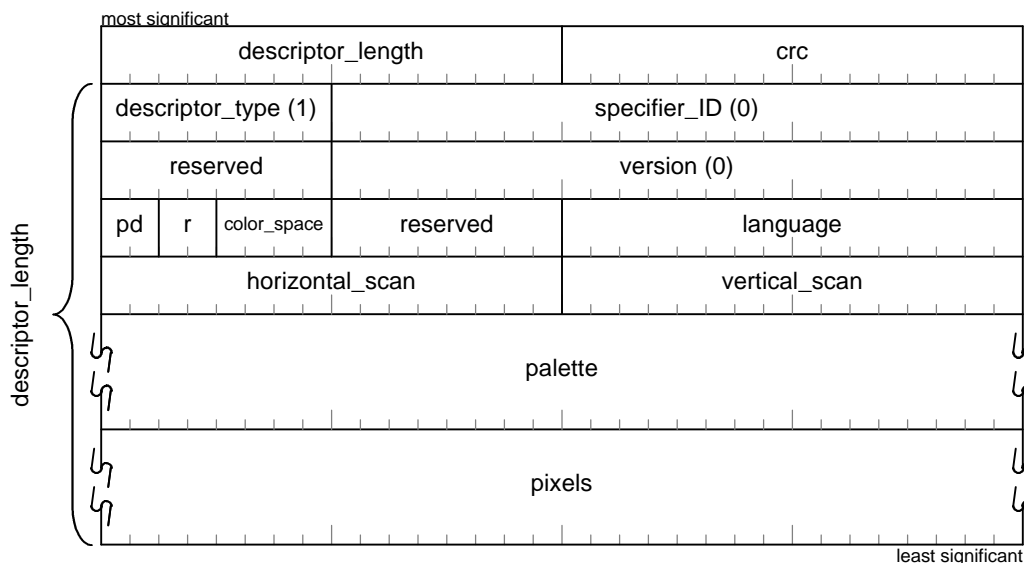 most significant
descriptor_length crc
descriptor_type (1) specifier_ID (0)
reserved version (0)
pd r color_space reserved language
horizontal_scan vertical_scan
descriptor_length
palette
pixels
least significant